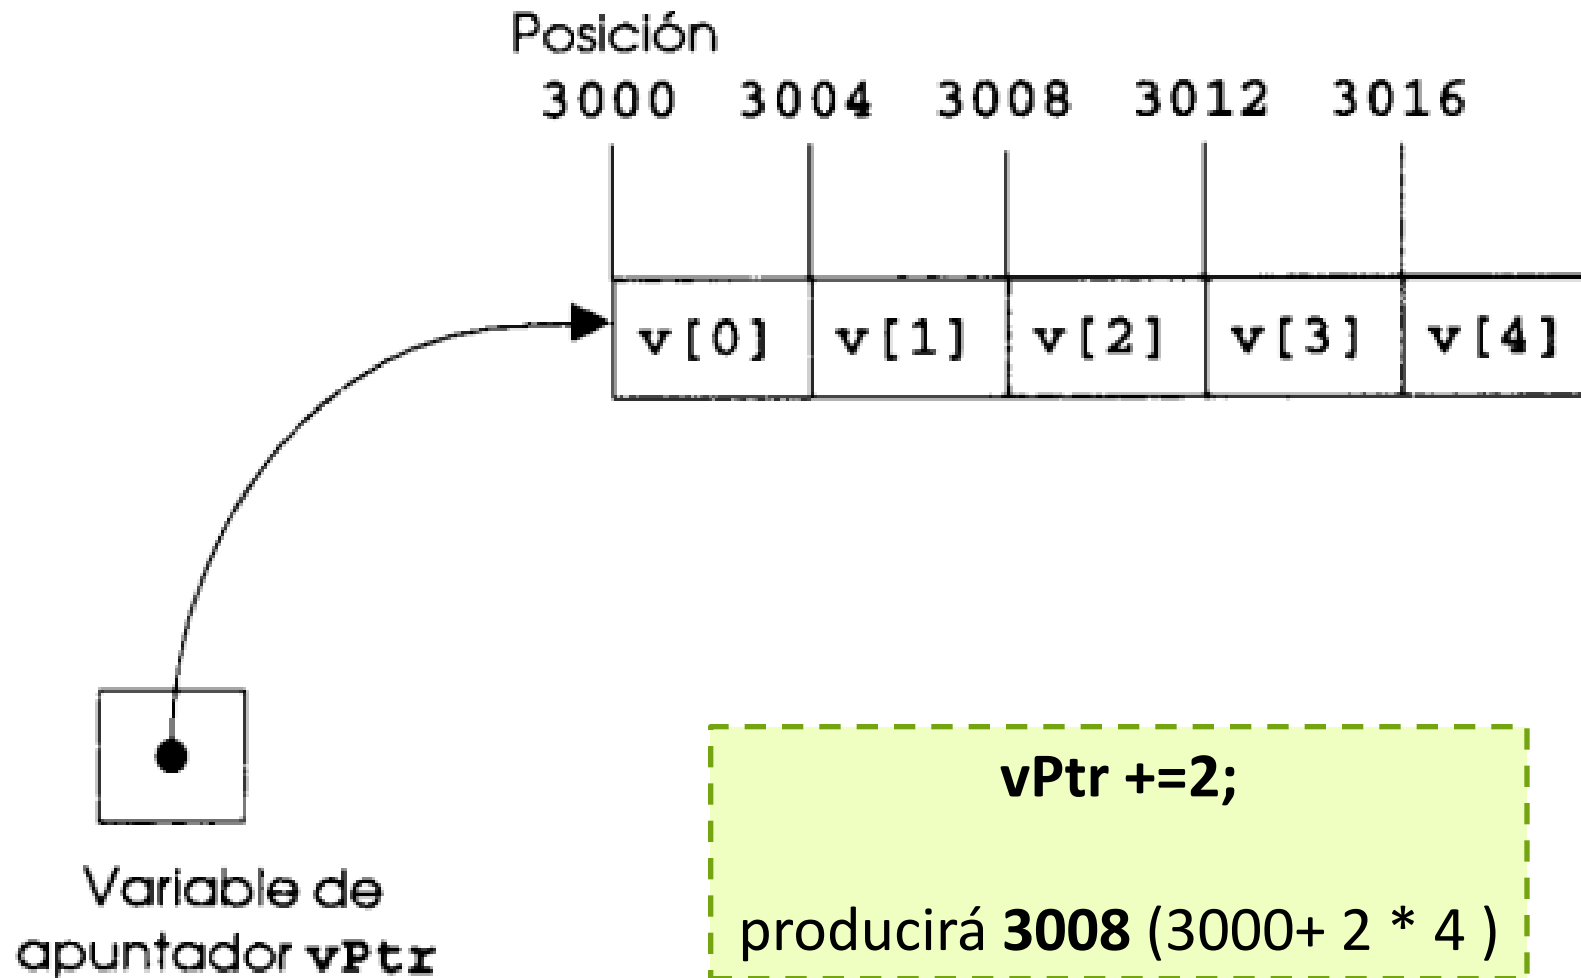 Posición
3000 3004 3008 3012 3016
v[0] v[1] v[2] v[3] v[4]
Variable de
apuntador vPtr
vPtr +=2;
producirá 3008 (3000+ 2 * 4 )